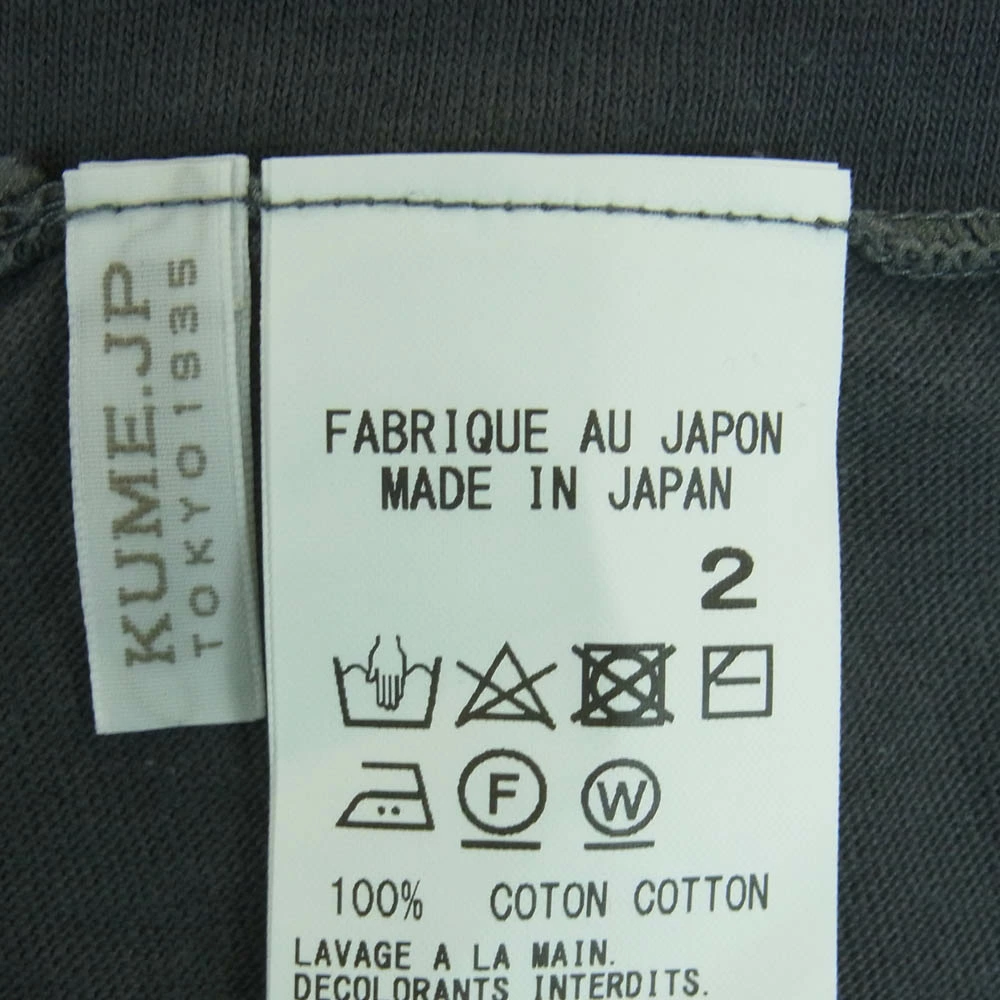 KUME.JP
TOKYO1935
FABRIQUE AU JAPON
MADE IN JAPAN
2
F
W
100% COTON COTTON
LAVAGE A LA MAIN.
DECOLORANTS INTERDITS.